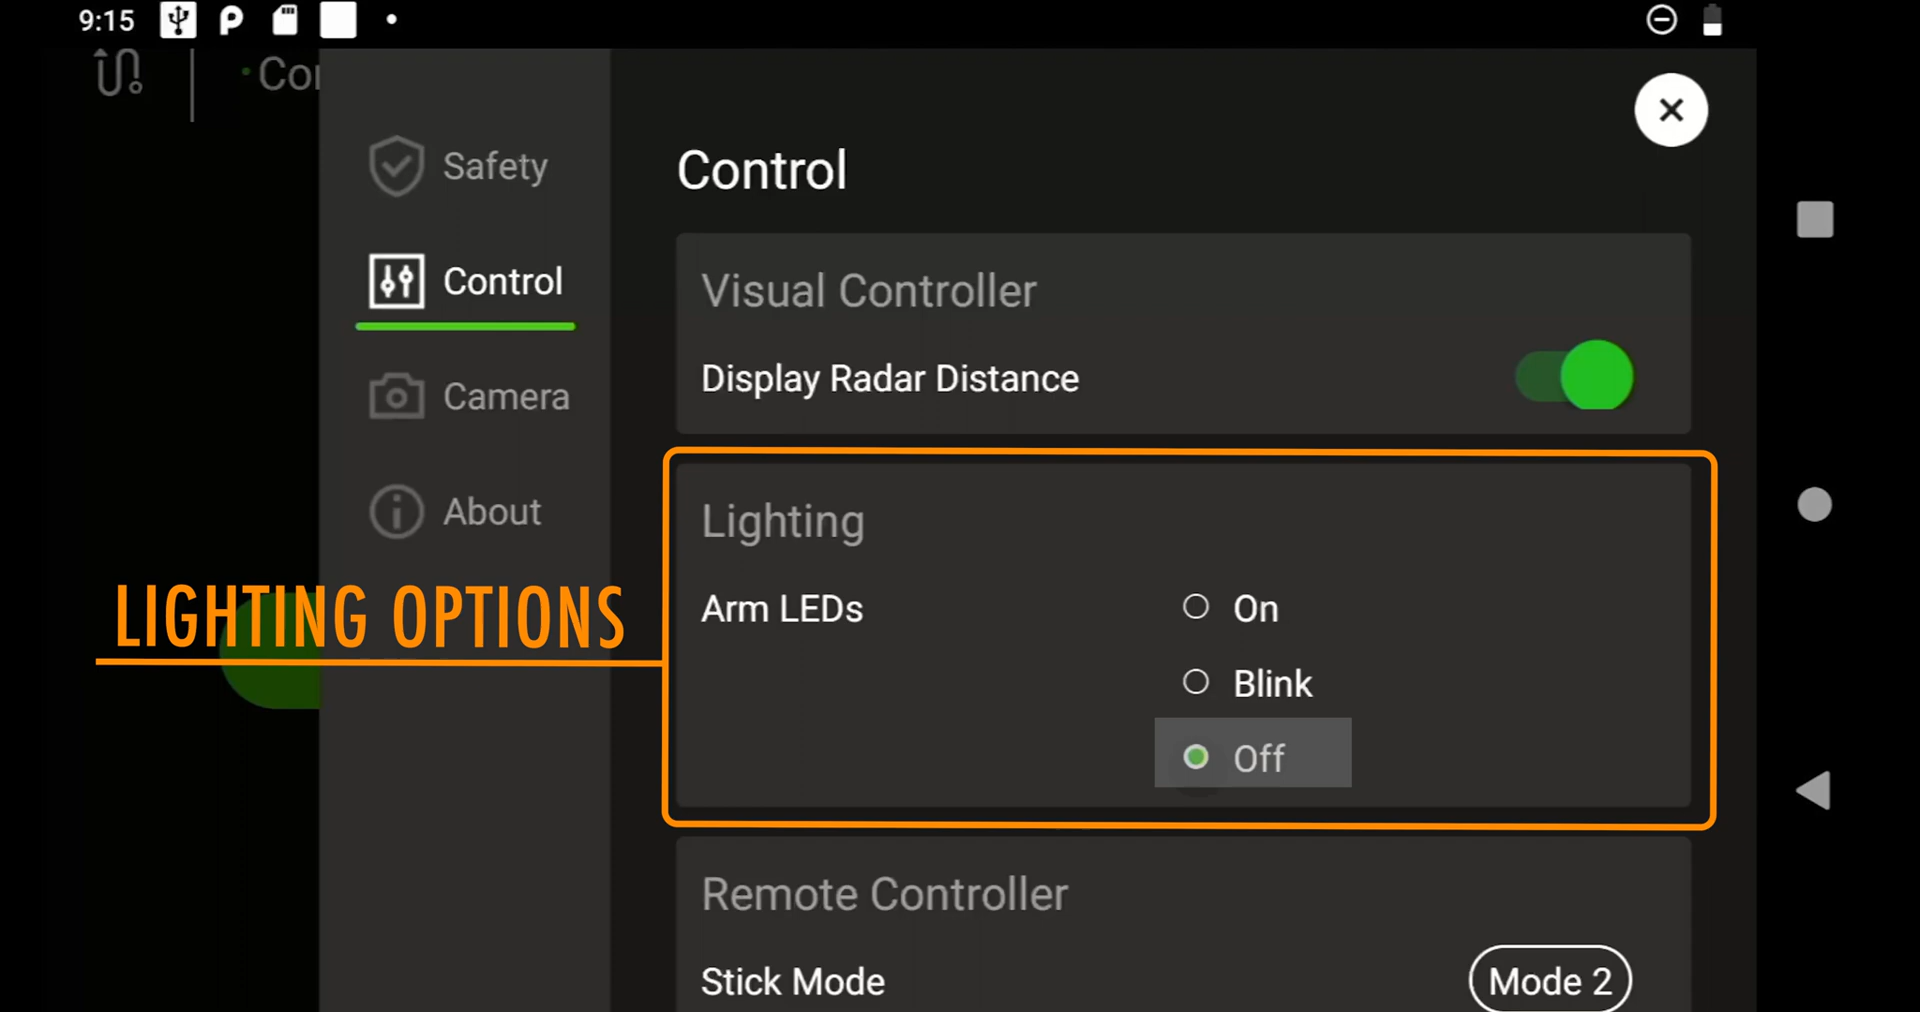 9:15
Cor
Safety
Control
Camera
About
Control
Visual Controller
Display Radar Distance
LIGHTING OPTIONS
Lighting
Arm LEDs
On
Blink
Off
Remote Controller
Stick Mode
Mode 2